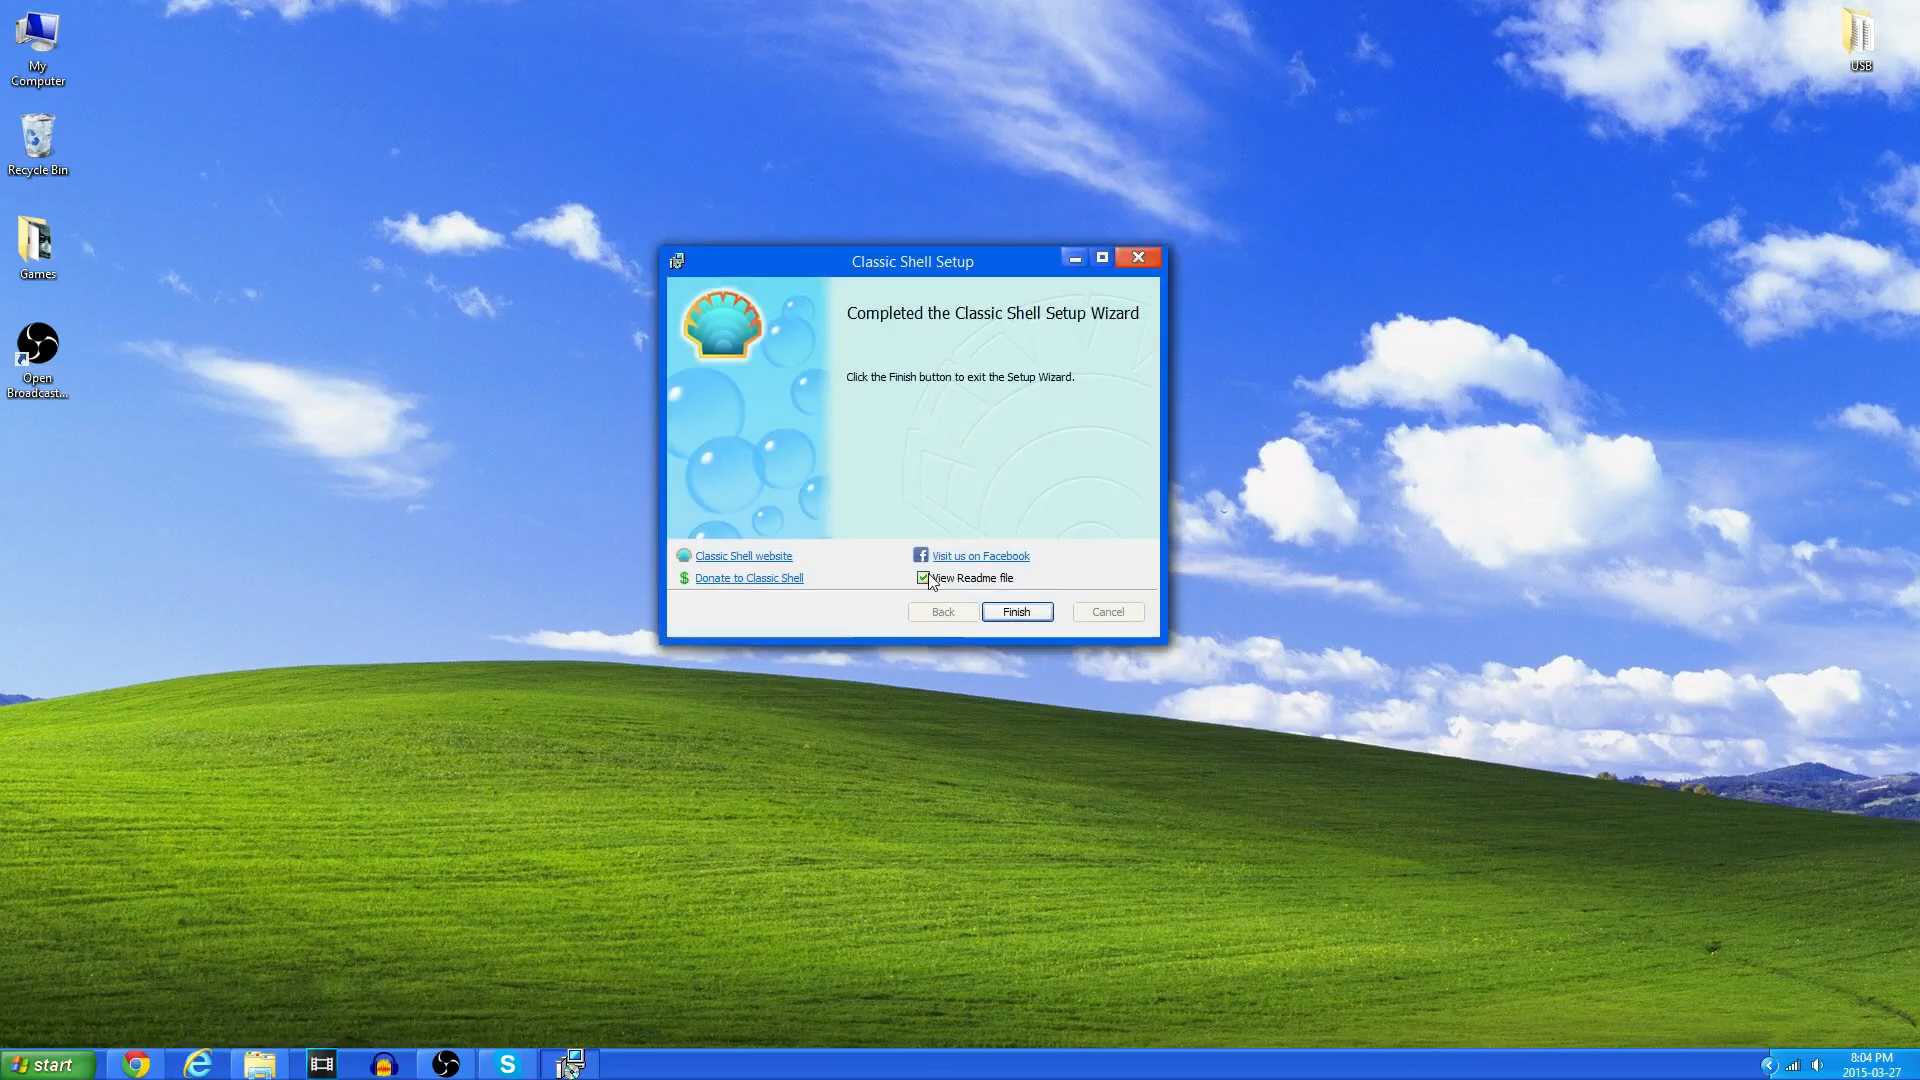 My
Computer
Recycle Bin
Games
Open
Broadcast...
USB
Classic Shell Setup
Completed the Classic Shell Setup Wizard
Click the Finish button to exit the Setup Wizard.
Classic Shell website
Visit us on Facebook
$ Donate to Classic Shell
View Readme file
Back
Finish
Cancel
start
8:04 PM
2015-03-27